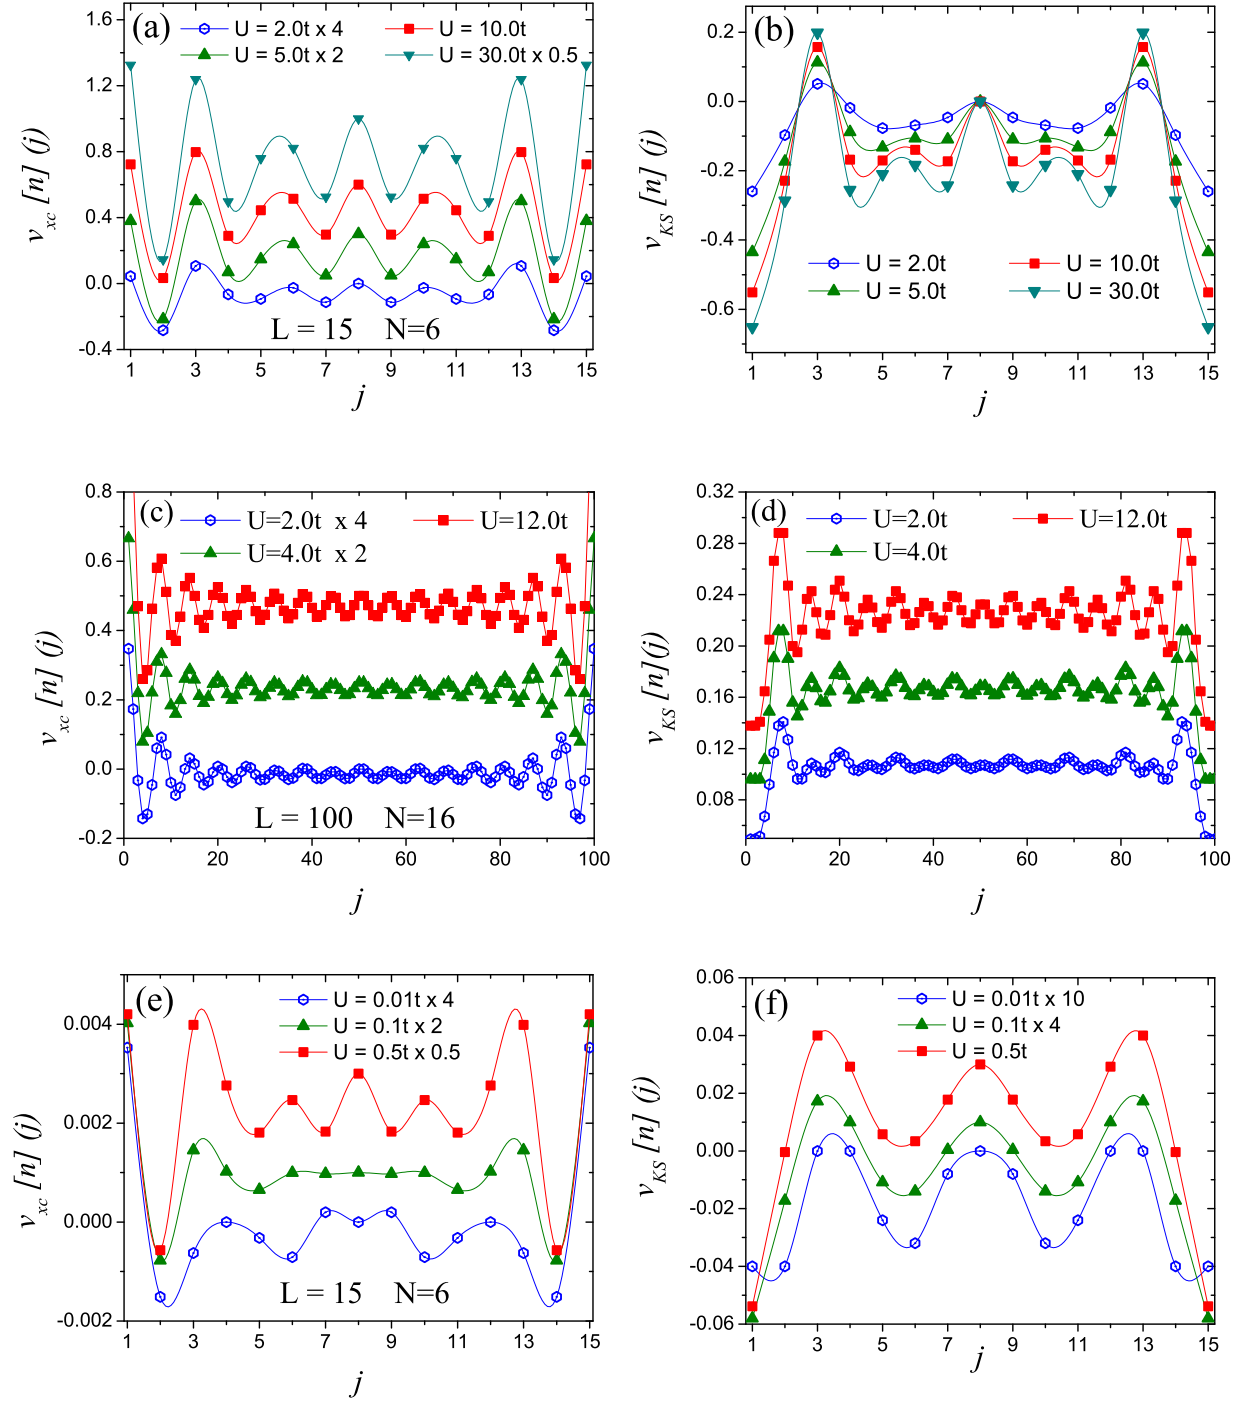 (a)
U = 2.0t x 4
U = 10.0t
U = 5.0t x 2
U = 30.0t x 0.5
1.6
1.2
0.8
0.4
0.0
-0.4
v_xc [n] (j)
L = 15 N=6
1 3 5 7 9 11 13 15
j
(b)
0.2
0.0
-0.2
-0.4
-0.6
v_KS [n] (j)
U = 2.0t
U = 10.0t
U = 5.0t
U = 30.0t
1 3 5 7 9 11 13 15
j
(c)
U=2.0t x 4
U=12.0t
U=4.0t x 2
0.8
0.6
0.4
0.2
0.0
-0.2
v_xc [n] (j)
L = 100 N=16
0 20 40 60 80 100
j
(d)
U=2.0t
U=12.0t
U=4.0t
0.32
0.28
0.24
0.20
0.16
0.12
0.08
v_KS [n](j)
0 20 40 60 80 100
j
(e)
U = 0.01t x 4
U = 0.1t x 2
U = 0.5t x 0.5
0.004
0.002
0.000
-0.002
v_xc [n] (j)
L = 15 N=6
1 3 5 7 9 11 13 15
j
(f)
U = 0.01t x 10
U = 0.1t x 4
U = 0.5t
0.06
0.04
0.02
0.00
-0.02
-0.04
-0.06
v_KS [n] (j)
1 3 5 7 9 11 13 15
j